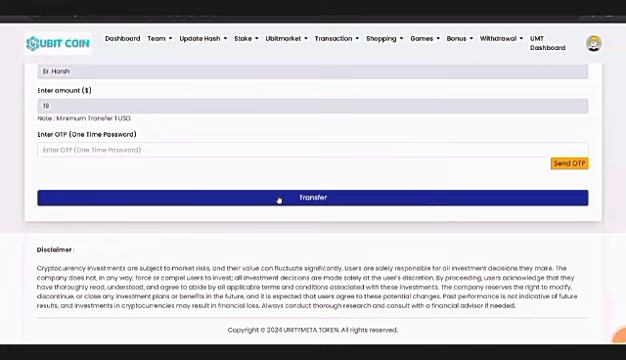 UBIT COIN Dashboard Team Update Hash Stake Ubitmarket Transaction Shopping Games Bonus Withdrawal UMT
Dashboard
Er. Harsh
Enter amount ($)
19
Note : Minimum Transfer 1 USD.
Enter OTP (One Time Password)
Enter OTP (One Time Password)
Send OTP
Transfer
Disclaimer :
Cryptocurrency investments are subject to market risks, and their value can fluctuate significantly. Users are solely responsible for all investment decisions they make. The
company does not, in any way, force or compel users to invest; all investment decisions are made solely at the user's discretion. By proceeding, users acknowledge that they
have thoroughly read, understood, and agree to abide by all applicable terms and conditions associated with these investments. The company reserves the right to modify,
discontinue, or close any investment plans or benefits in the future, and it is expected that users agree to these potential changes. Past performance is not indicative of future
results, and investments in cryptocurrencies may result in financial loss. Always conduct thorough research and consult with a financial advisor if needed.
Copyright © 2024 UNITYMETA TOKEN. All rights reserved.